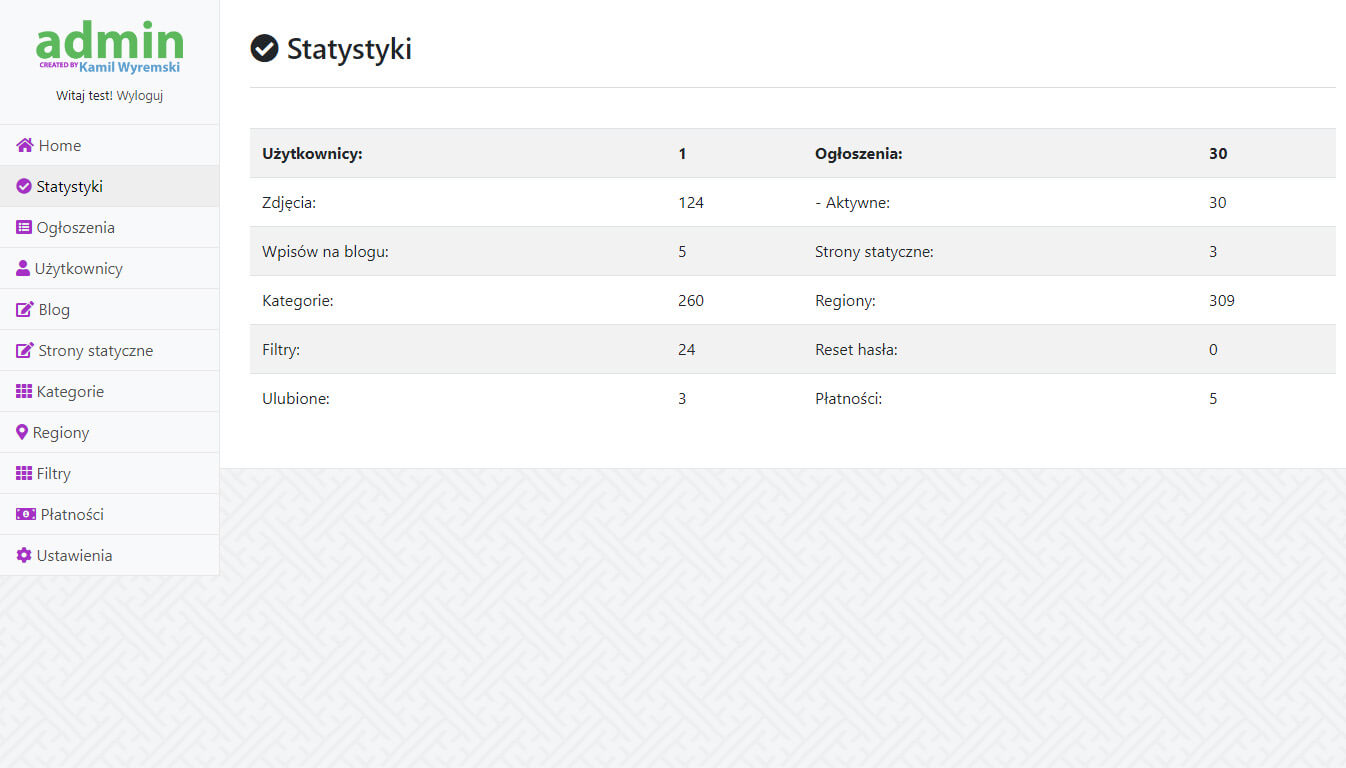 admin
CREATED BY Kamil Wyremski
Witaj test! Wyloguj
Home
Statystyki
Ogłoszenia
Użytkownicy
Blog
Strony statyczne
Kategorie
Regiony
Filtry
Płatności
Ustawienia
Statystyki
Użytkownicy: 1 Ogłoszenia: 30
Zdjęcia: 124 - Aktywne: 30
Wpisów na blogu: 5 Strony statyczne: 3
Kategorie: 260 Regiony: 309
Filtry: 24 Reset hasła: 0
Ulubione: 3 Płatności: 5